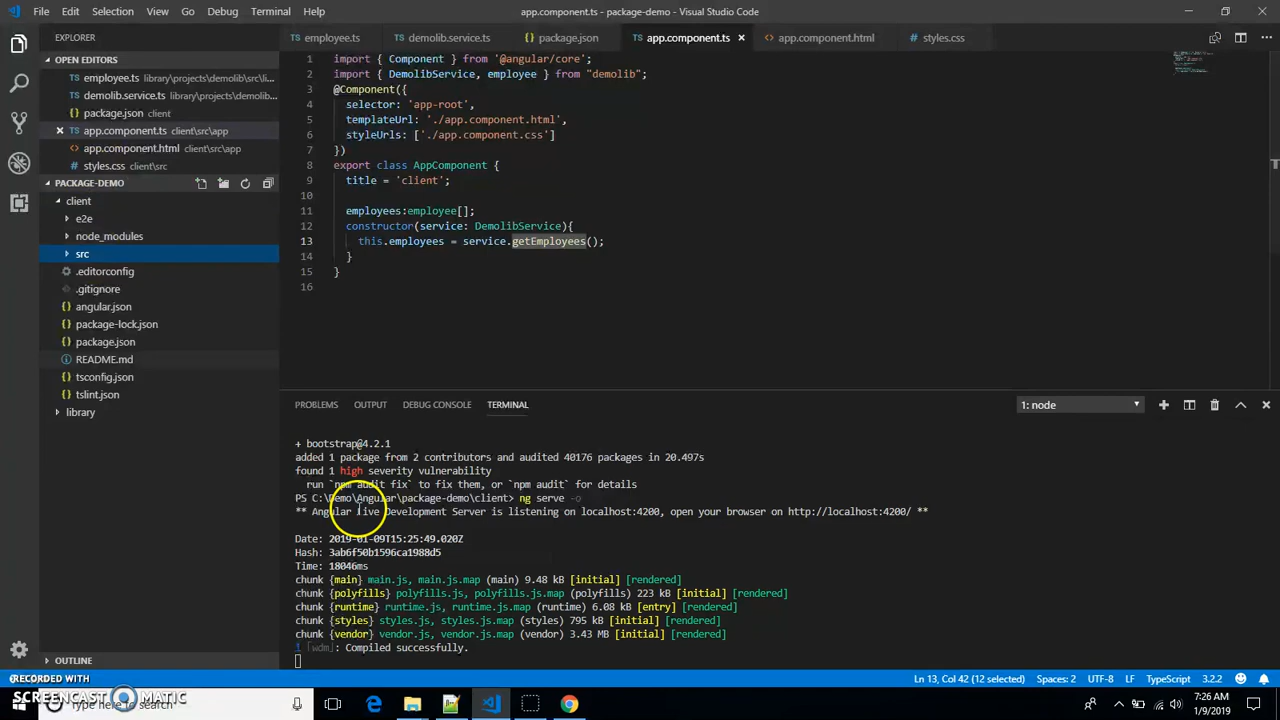 File Edit Selection View Go Debug Terminal Help
app.component.ts - package-demo - Visual Studio Code
EXPLORER
OPEN EDITORS
employee.ts library\projects\demolib\src\li...
demolib.service.ts library\projects\demolib...
package.json client
app.component.ts client\src\app
app.component.html client\src\app
styles.css client\src
PACKAGE-DEMO
client
e2e
node_modules
src
.editorconfig
.gitignore
angular.json
package-lock.json
package.json
README.md
tsconfig.json
tslint.json
library
OUTLINE
TS employee.ts TS demolib.service.ts {} package.json TS app.component.ts <> app.component.html # styles.css
1 import { Component } from '@angular/core';
2 import { DemolibService, employee } from "demolib";
3 @Component({
4 selector: 'app-root',
5 templateUrl: './app.component.html',
6 styleUrls: ['./app.component.css']
7 })
8 export class AppComponent {
9 title = 'client';
10
11 employees:employee[];
12 constructor(service: DemolibService){
13 this.employees = service.getEmployees();
14 }
15 }
16
PROBLEMS OUTPUT DEBUG CONSOLE TERMINAL 1: node
+ bootstrap@4.2.1
added 1 package from 2 contributors and audited 40176 packages in 20.497s
found 1 high severity vulnerability
run `npm audit fix` to fix them, or `npm audit` for details
PS C:\Demo\Angular\package-demo\client> ng serve -o
** Angular Live Development Server is listening on localhost:4200, open your browser on http://localhost:4200/ **
Date: 2019-01-09T15:25:49.020Z
Hash: 3ab6f50b1596ca1988d5
Time: 18046ms
chunk {main} main.js, main.js.map (main) 9.48 kB [initial] [rendered]
chunk {polyfills} polyfills.js, polyfills.js.map (polyfills) 223 kB [initial] [rendered]
chunk {runtime} runtime.js, runtime.js.map (runtime) 6.08 kB [entry] [rendered]
chunk {styles} styles.js, styles.js.map (styles) 795 kB [initial] [rendered]
chunk {vendor} vendor.js, vendor.js.map (vendor) 3.43 MB [initial] [rendered]
i ｢wdm｣: Compiled successfully.
Ln 13, Col 42 (12 selected) Spaces: 2 UTF-8 LF TypeScript 3.2.2
RECORDED WITH
SCREENCAST MATIC
Type here to search
7:26 AM
1/9/2019